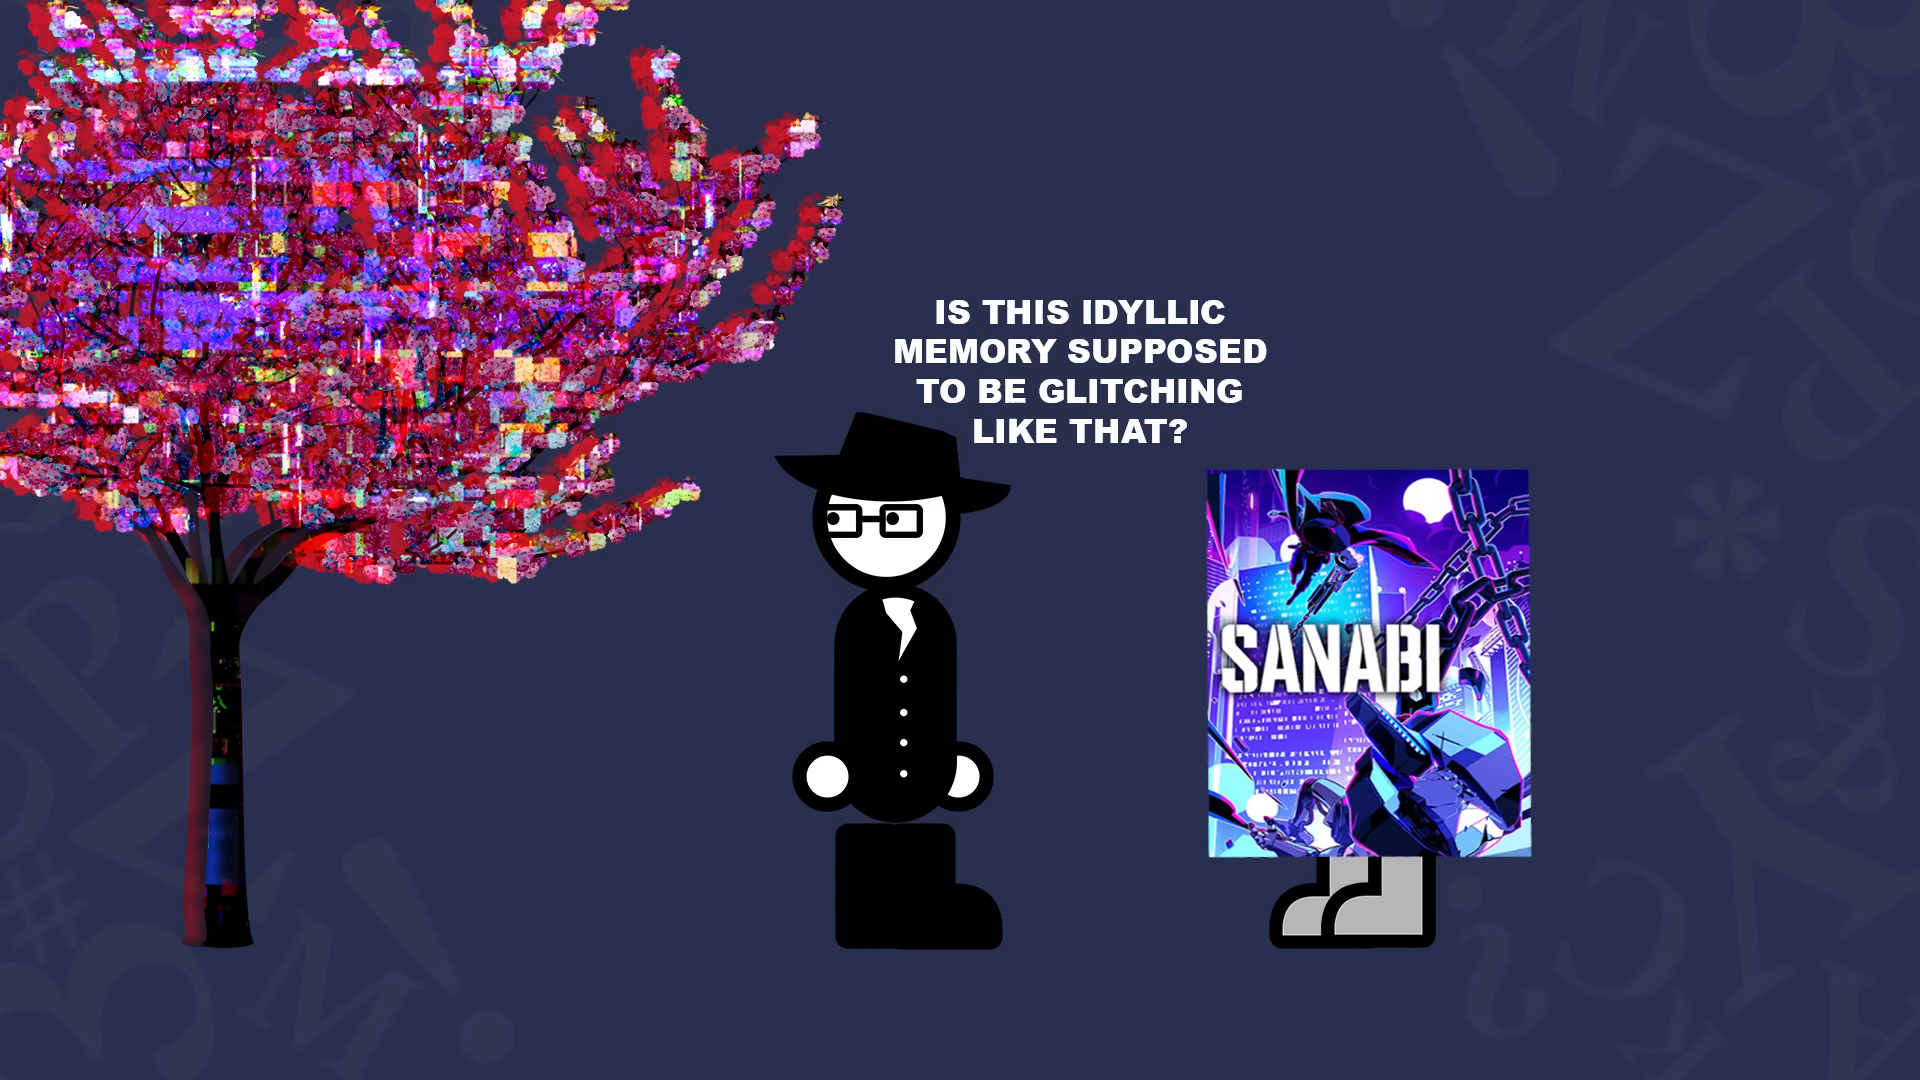 IS THIS IDYLLIC
MEMORY SUPPOSED
TO BE GLITCHING
LIKE THAT?
SANABI